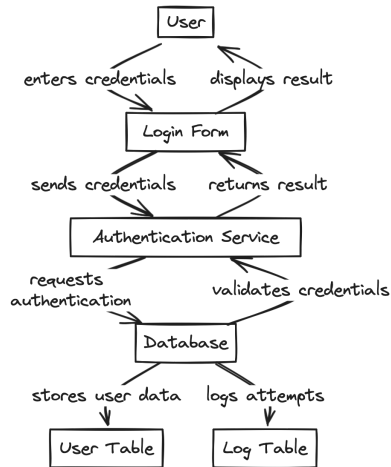 User
enters credentials
displays result
Login Form
sends credentials
returns result
Authentication Service
requests
authentication
validates credentials
Database
stores user data
logs attempts
User Table
Log Table